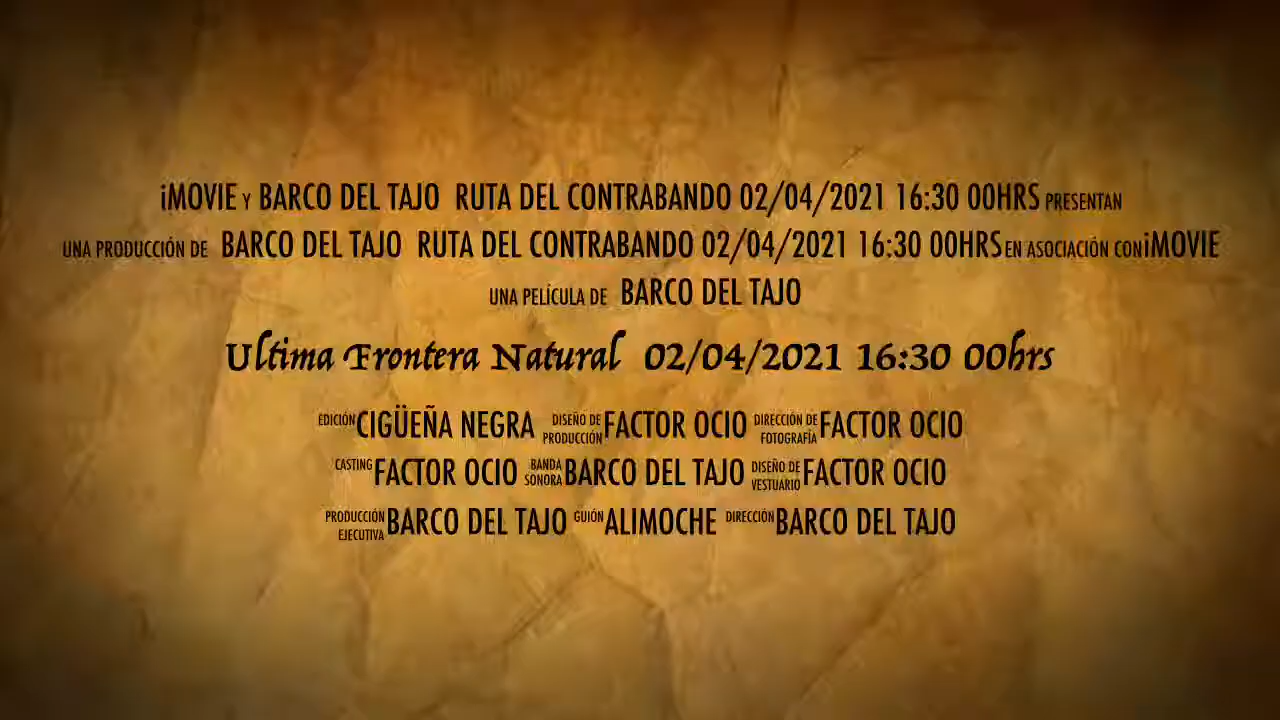 iMOVIE Y BARCO DEL TAJO RUTA DEL CONTRABANDO 02/04/2021 16:30 00HRS PRESENTAN
UNA PRODUCCIÓN DE BARCO DEL TAJO RUTA DEL CONTRABANDO 02/04/2021 16:30 00HRS EN ASOCIACIÓN CON iMOVIE
UNA PELÍCULA DE BARCO DEL TAJO
Ultima Frontera Natural 02/04/2021 16:30 00hrs
EDICIÓN CIGÜEÑA NEGRA DISEÑO DE PRODUCCIÓN FACTOR OCIO DIRECCIÓN DE FOTOGRAFÍA FACTOR OCIO
CASTING FACTOR OCIO BANDA SONORA BARCO DEL TAJO DISEÑO DE VESTUARIO FACTOR OCIO
PRODUCCIÓN EJECUTIVA BARCO DEL TAJO GUIÓN ALIMOCHE DIRECCIÓN BARCO DEL TAJO